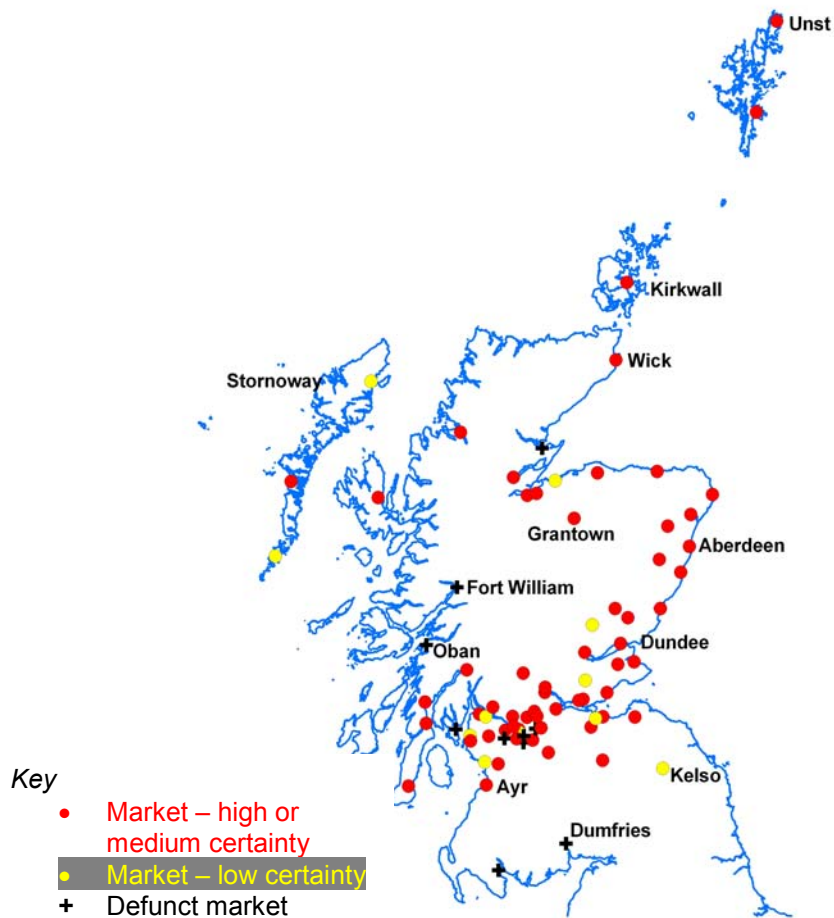 Unst
Kirkwall
Wick
Stornoway
Grantown
Aberdeen
Fort William
Oban
Dundee
Key
Market – high or
medium certainty
Market – low certainty
Defunct market
Ayr
Kelso
Dumfries